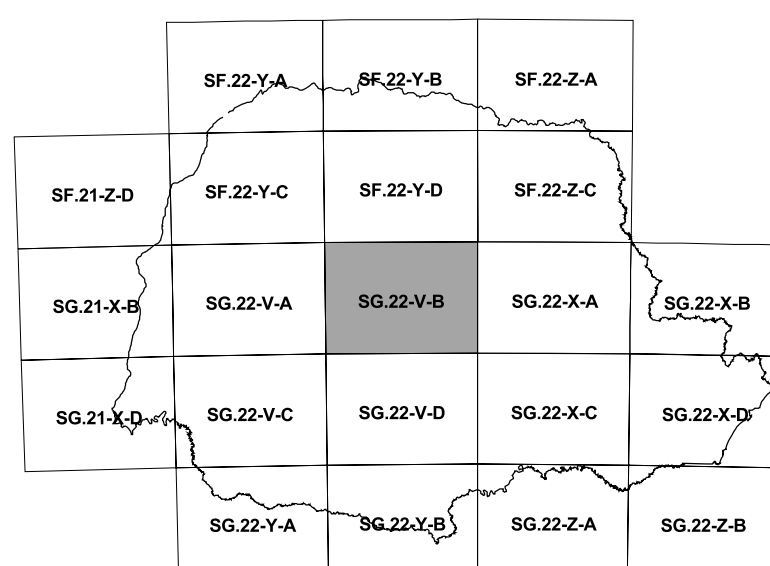 SF.22-Y-A SF.22-Y-B SF.22-Z-A
SF.21-Z-D SF.22-Y-C SF.22-Y-D SF.22-Z-C
SG.21-X-B SG.22-V-A SG.22-V-B SG.22-X-A SG.22-X-B
SG.21-X-D SG.22-V-C SG.22-V-D SG.22-X-C SG.22-X-D
SG.22-Y-A SG.22-Y-B SG.22-Z-A SG.22-Z-B